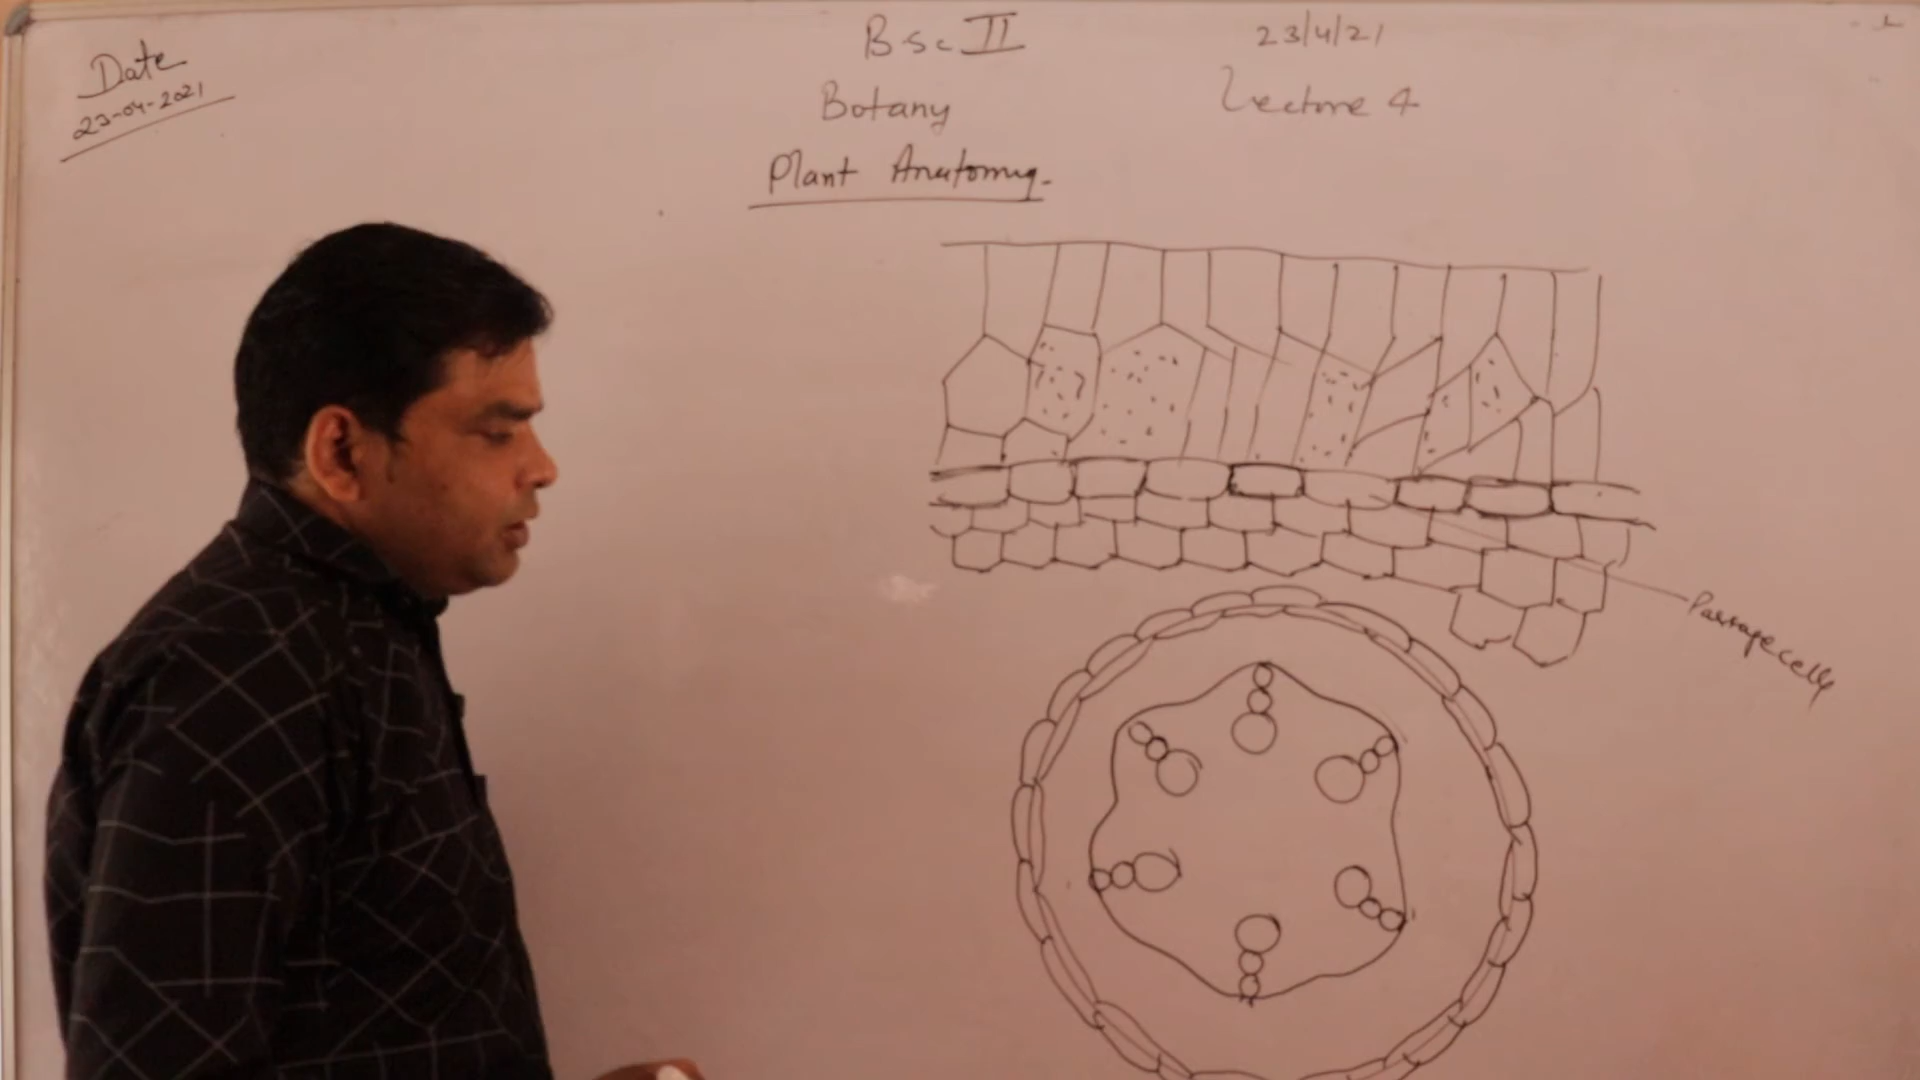 Date
23-04-2021
B.Sc II
Botany
Plant Anatomy.
23/4/21
Lecture 4
Passage cells